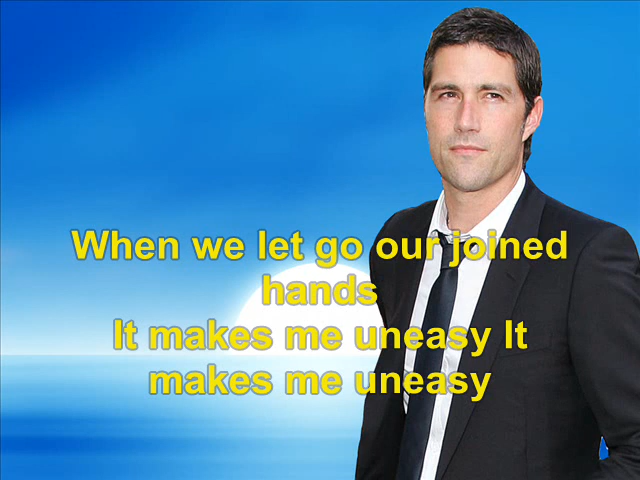 When we let go our joined
hands
It makes me uneasy It
makes me uneasy